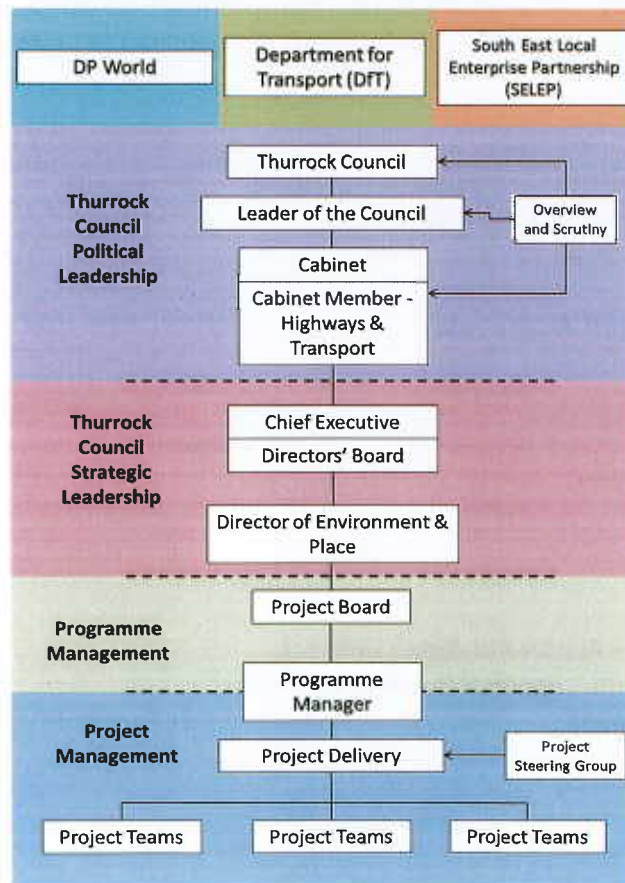 DP World
Department for
Transport (DfT)
South East Local
Enterprise Partnership
(SELEP)
Thurrock
Council
Political
Leadership
Thurrock Council
Leader of the Council
Cabinet
Cabinet Member -
Highways &
Transport
Overview
and Scrutiny
Thurrock
Council
Strategic
Leadership
Chief Executive
Directors' Board
Director of Environment &
Place
Programme
Management
Project Board
Programme
Manager
Project
Management
Project Delivery
Project
Steering Group
Project Teams
Project Teams
Project Teams